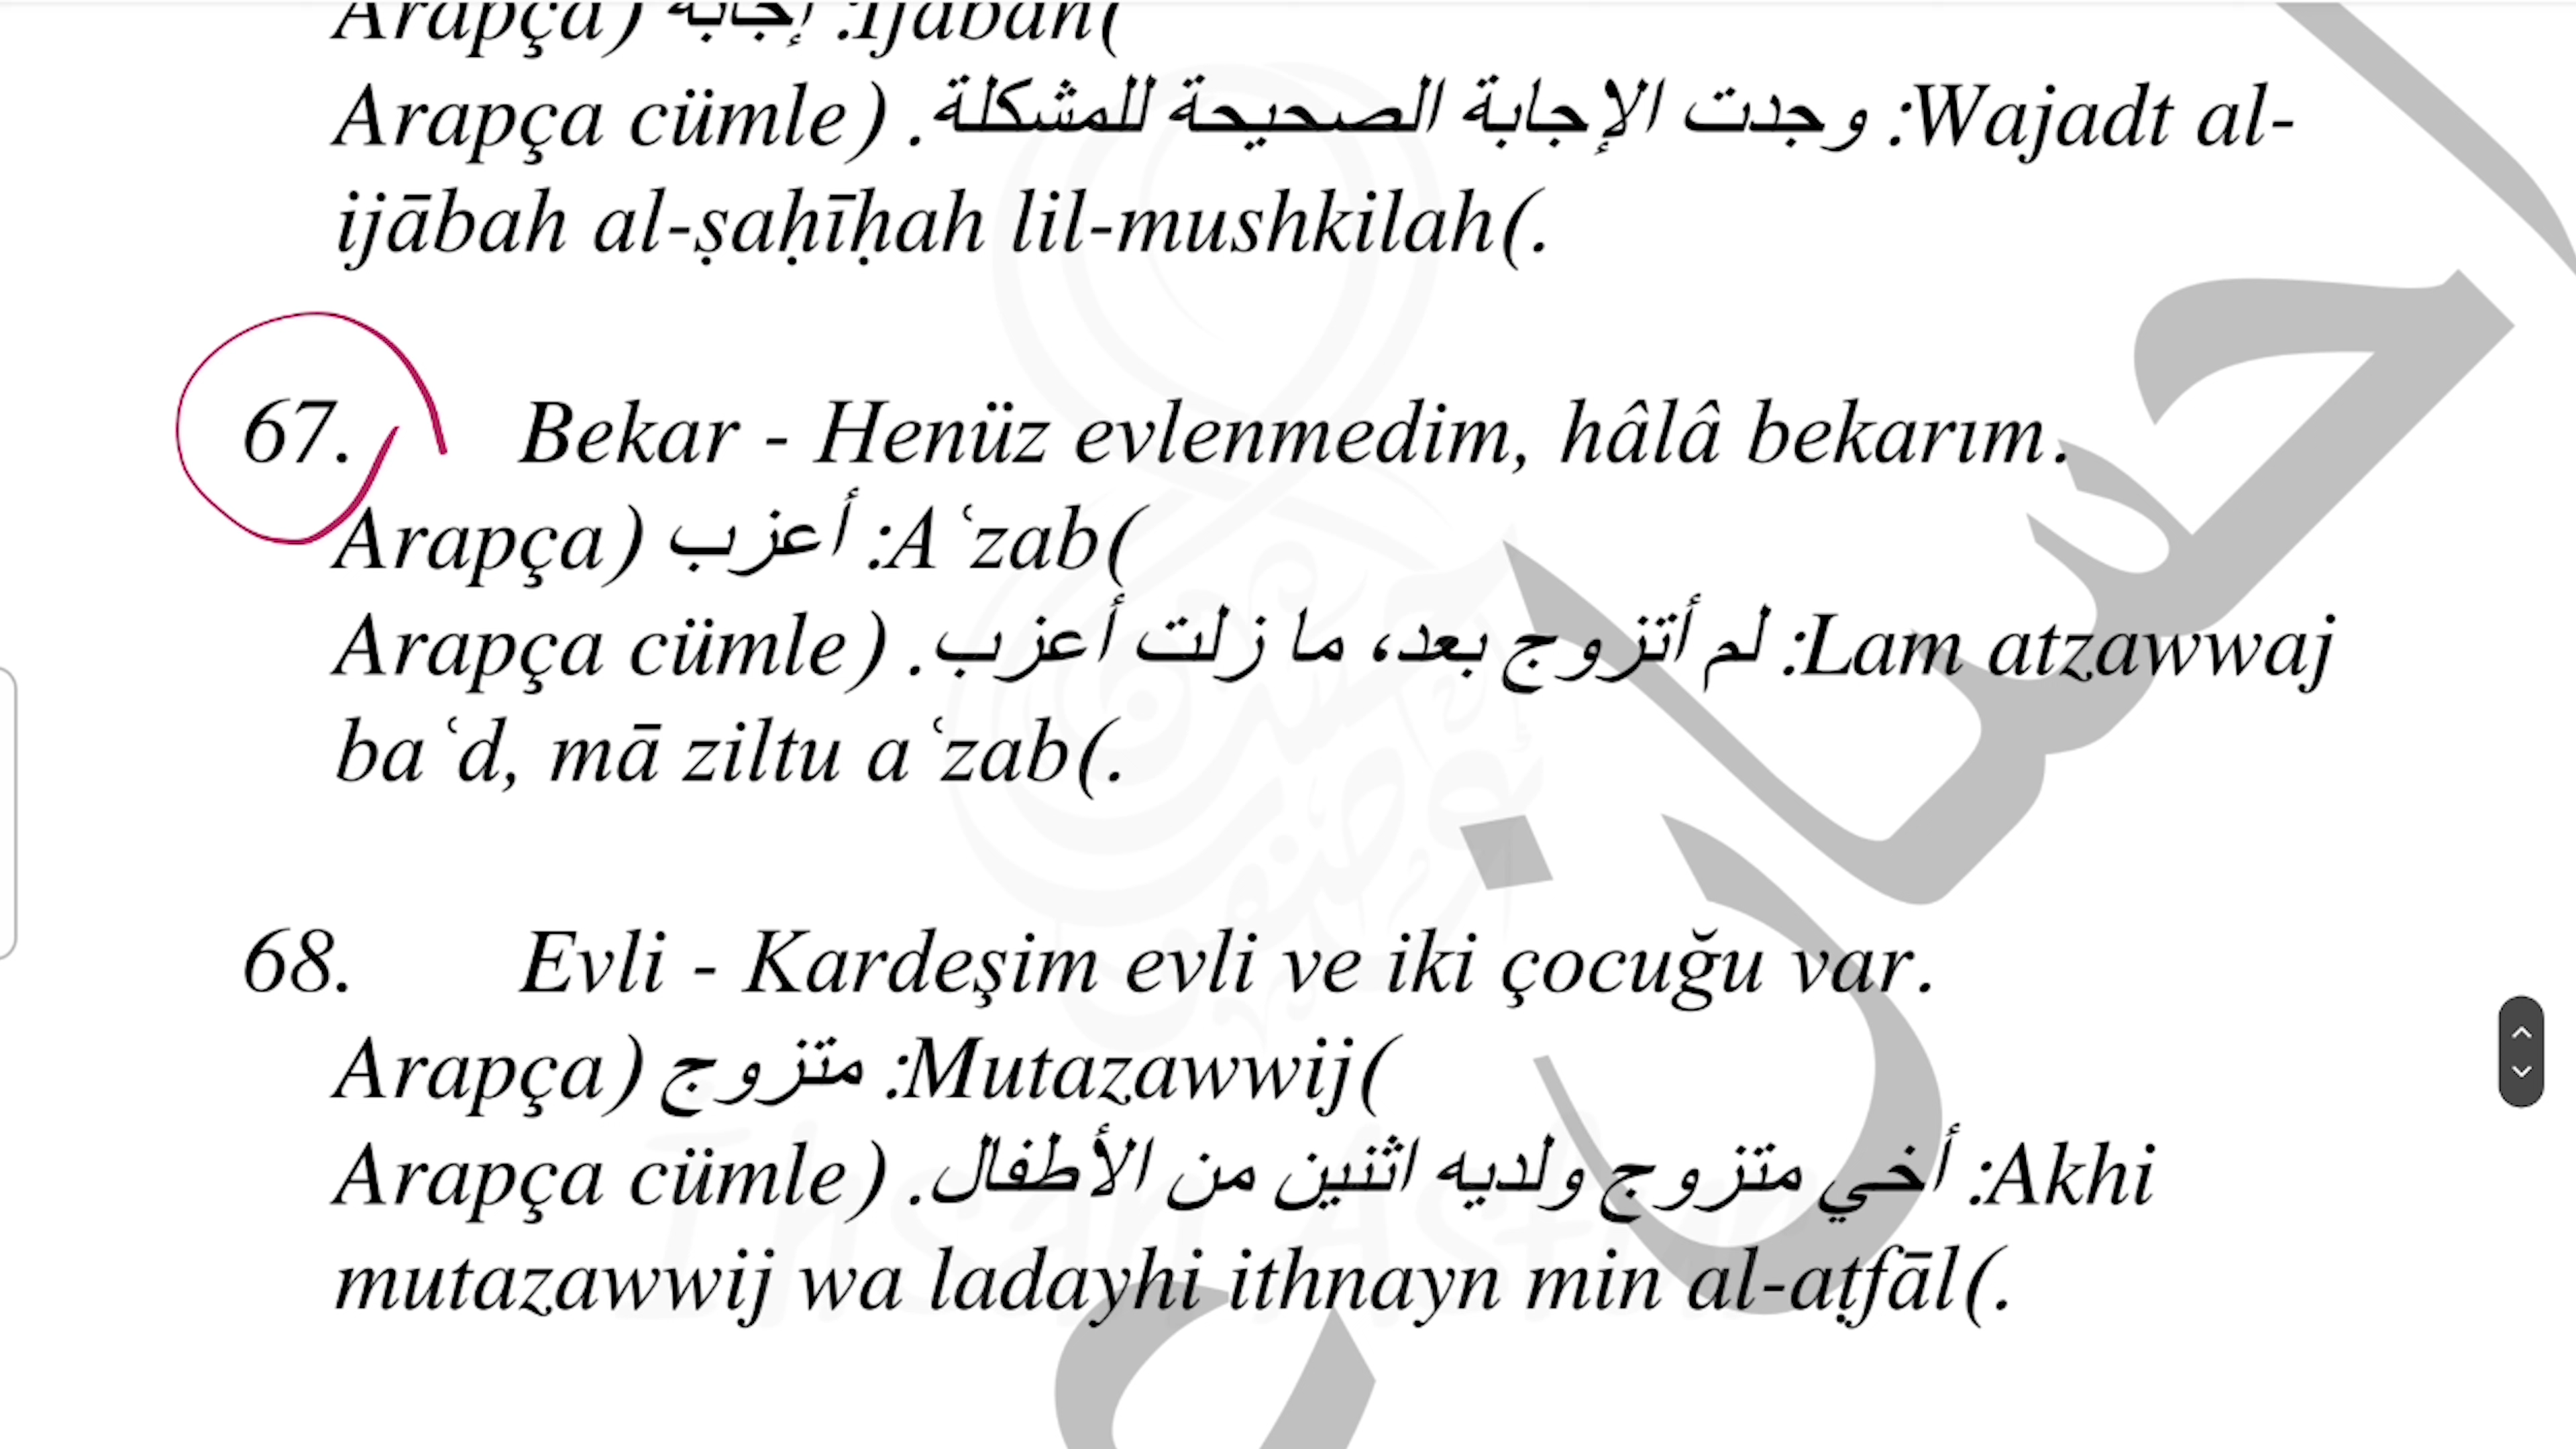 Arapça) إجابة :Ijābah(
Arapça cümle) .وجدت الإجابة الصحيحة للمشكلة :Wajadt al-
ijābah al-ṣaḥīḥah lil-mushkilah(.
67. Bekar - Henüz evlenmedim, hâlâ bekarım.
Arapça) أعزب :Aʿzab(
Arapça cümle) .لم أتزوج بعد، ما زلت أعزب :Lam atzawwaj
baʿd, mā ziltu aʿzab(.
68. Evli - Kardeşim evli ve iki çocuğu var.
Arapça) متزوج :Mutazawwij(
Arapça cümle) .أخي متزوج ولديه اثنين من الأطفال :Akhi
mutazawwij wa ladayhi ithnayn min al-aṭfāl(.